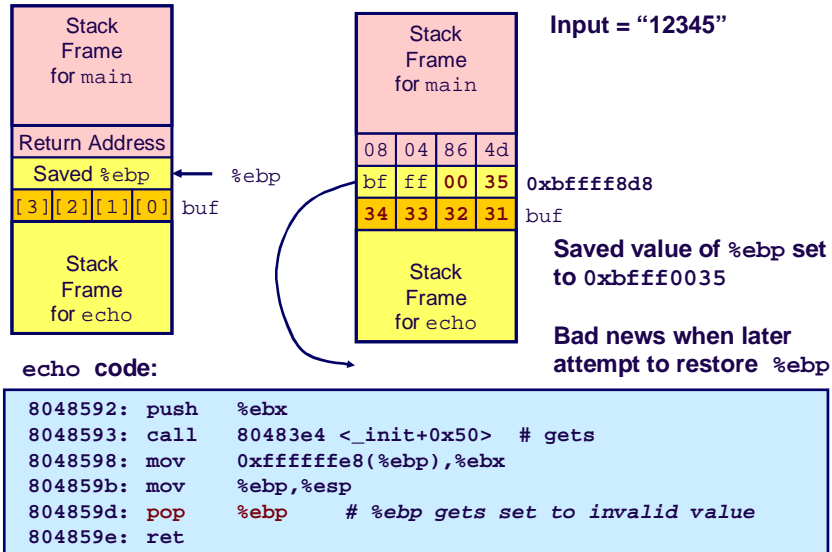 Stack
Frame
for main
Return Address
Saved %ebp
%ebp
[3] [2] [1] [0] buf
Stack
Frame
for echo
Stack
Frame
for main
08 04 86 4d
bf ff 00 35 0xbffff8d8
34 33 32 31 buf
Stack
Frame
for echo
Input = “12345”
Saved value of %ebp set
to 0xbfff0035
Bad news when later
attempt to restore %ebp
echo code:
8048592: push %ebx
8048593: call 80483e4 <_init+0x50> # gets
8048598: mov 0xffffffe8(%ebp),%ebx
804859b: mov %ebp,%esp
804859d: pop %ebp # %ebp gets set to invalid value
804859e: ret